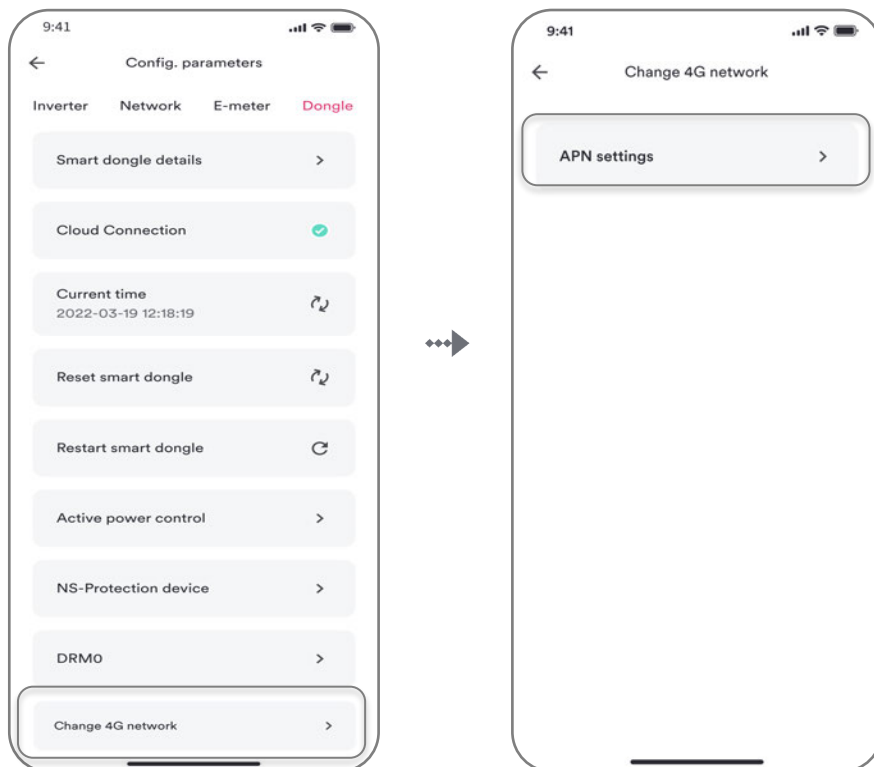 9:41
Config. parameters
Inverter Network E-meter Dongle
Smart dongle details
Cloud Connection
Current time
2022-03-19 12:18:19
Reset smart dongle
Restart smart dongle
Active power control
NS-Protection device
DRM0
Change 4G network
9:41
Change 4G network
APN settings